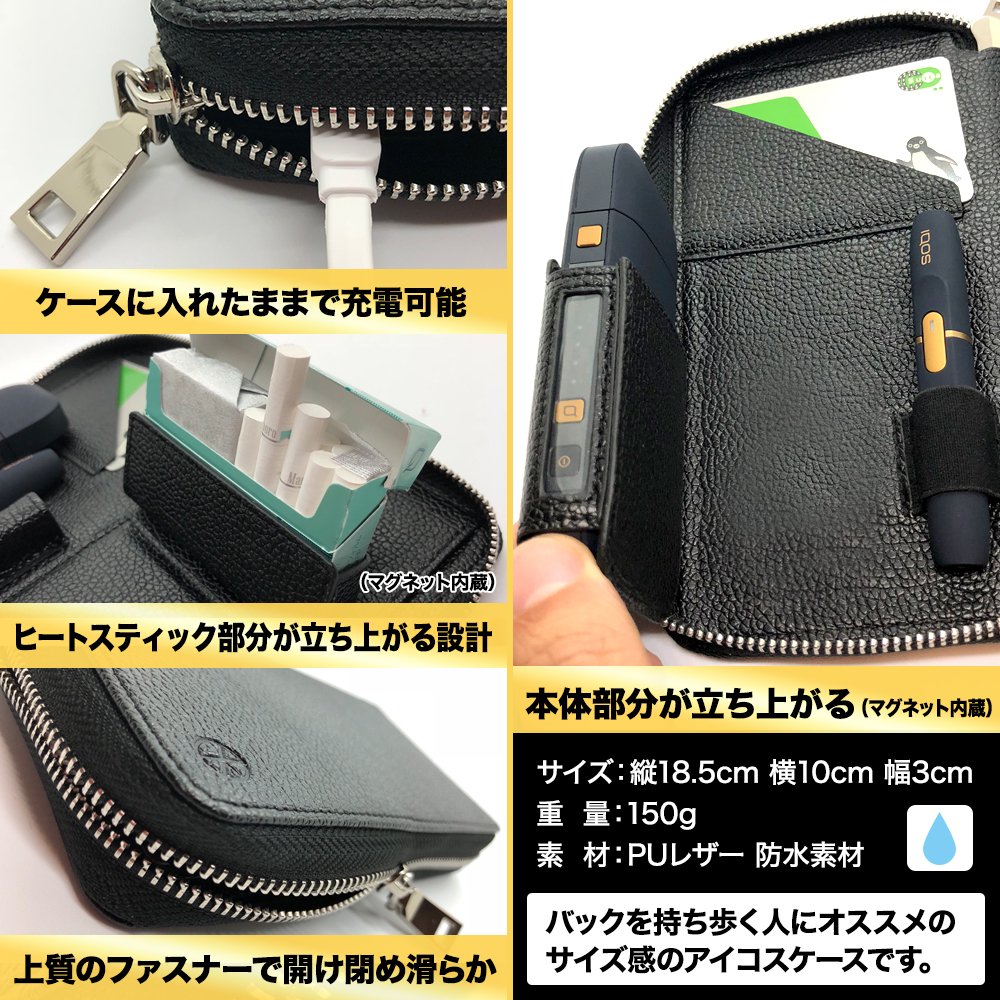 ケースに入れたままで充電可能
IQOS
(マグネット内蔵)
ヒートスティック部分が立ち上がる設計
本体部分が立ち上がる(マグネット内蔵)
サイズ：縦18.5cm 横10cm 幅3cm
重 量：150g
素 材：PUレザー 防水素材
バックを持ち歩く人にオススメの
サイズ感のアイコスケースです。
上質のファスナーで開け閉め滑らか